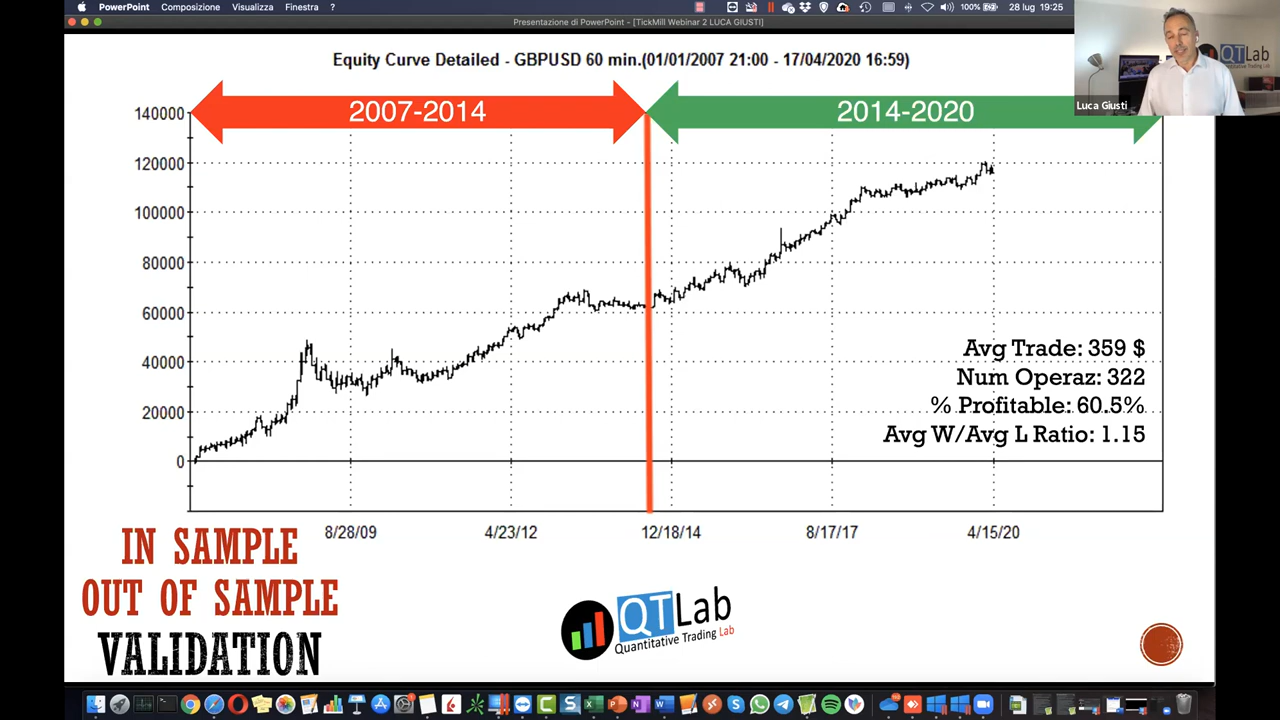 PowerPoint Composizione Visualizza Finestra ?
100% 28 lug 19:25
Presentazione di PowerPoint - [TickMill Webinar 2 LUCA GIUSTI]
Equity Curve Detailed - GBPUSD 60 min.(01/01/2007 21:00 - 17/04/2020 16:59)
QTLab
Luca Giusti
2007-2014
2014-2020
140000
120000
100000
80000
60000
40000
20000
0
Avg Trade: 359 $
Num Operaz: 322
% Profitable: 60.5%
Avg W/Avg L Ratio: 1.15
8/28/09 4/23/12 12/18/14 8/17/17 4/15/20
IN SAMPLE
OUT OF SAMPLE
VALIDATION
QTLab
Quantitative Trading Lab